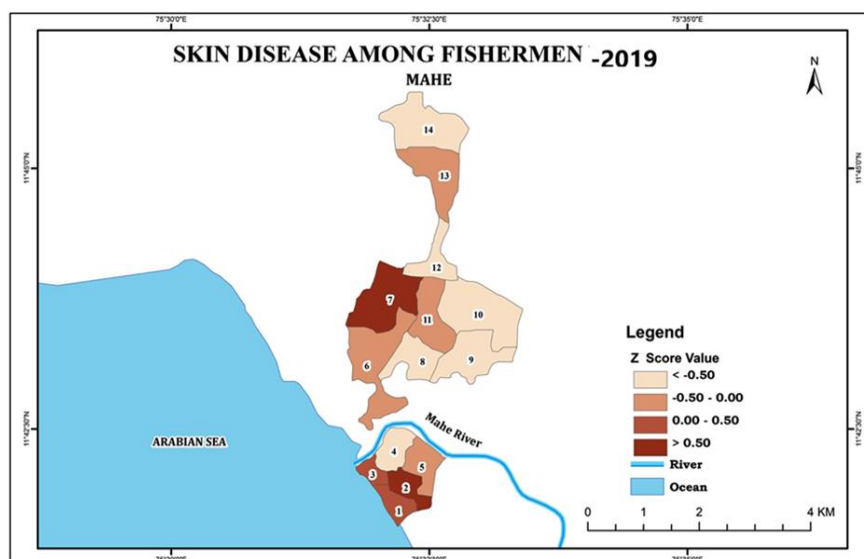 75°30'0"E 75°32'30"E 75°35'0"E
SKIN DISEASE AMONG FISHERMEN -2019
MAHE
N
14
11°45'0"N 11°45'0"N
13
12
7
11
10
6
8
9
Legend
Z Score Value
< -0.50
-0.50 - 0.00
0.00 - 0.50
> 0.50
River
Ocean
11°42'30"N 11°42'30"N
Mahe River
ARABIAN SEA
4
5
3
2
1
0 1 2 4 KM